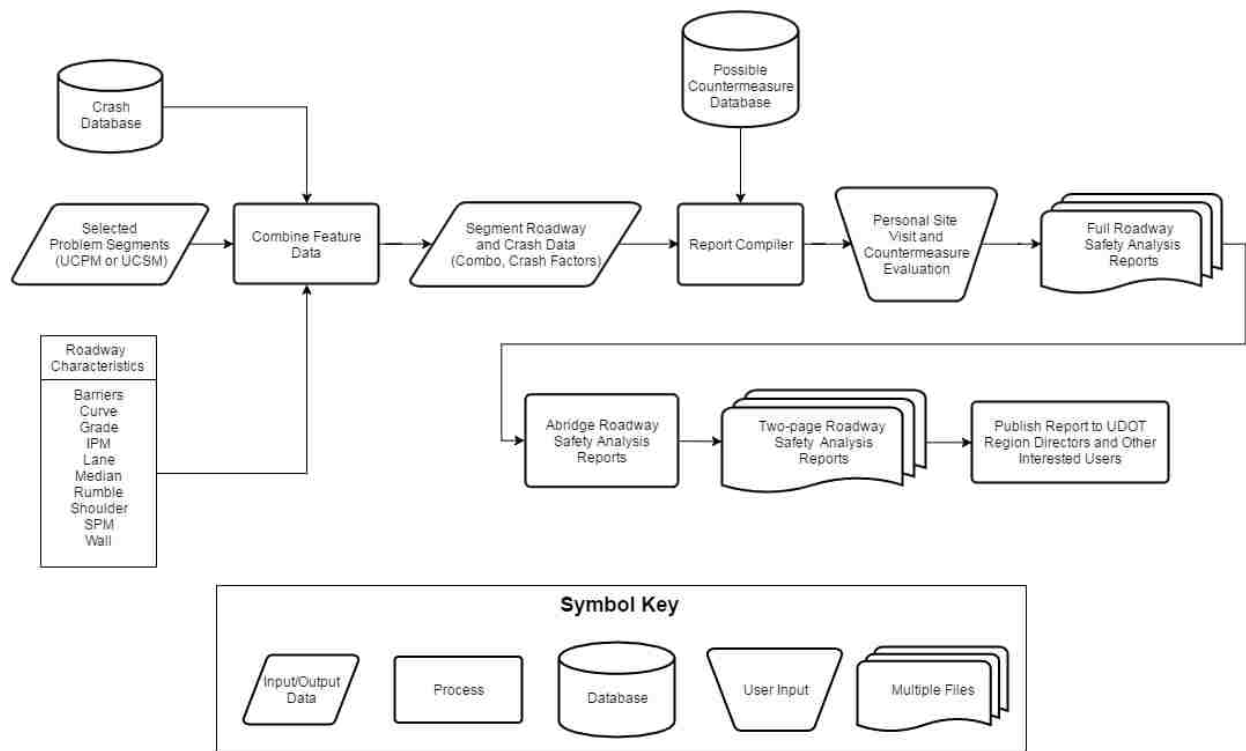 Crash
Database
Possible
Countermeasure
Database
Selected
Problem Segments
(UCPM or UCSM)
Combine Feature
Data
Segment Roadway
and Crash Data
(Combo, Crash Factors)
Report Compiler
Personal Site
Visit and
Countermeasure
Evaluation
Full Roadway
Safety Analysis
Reports
Roadway
Characteristics
Barriers
Curve
Grade
IPM
Lane
Median
Rumble
Shoulder
SPM
Wall
Abridge Roadway
Safety Analysis
Reports
Two-page Roadway
Safety Analysis
Reports
Publish Report to UDOT
Region Directors and Other
Interested Users
Symbol Key
Input/Output
Data
Process
Database
User Input
Multiple Files